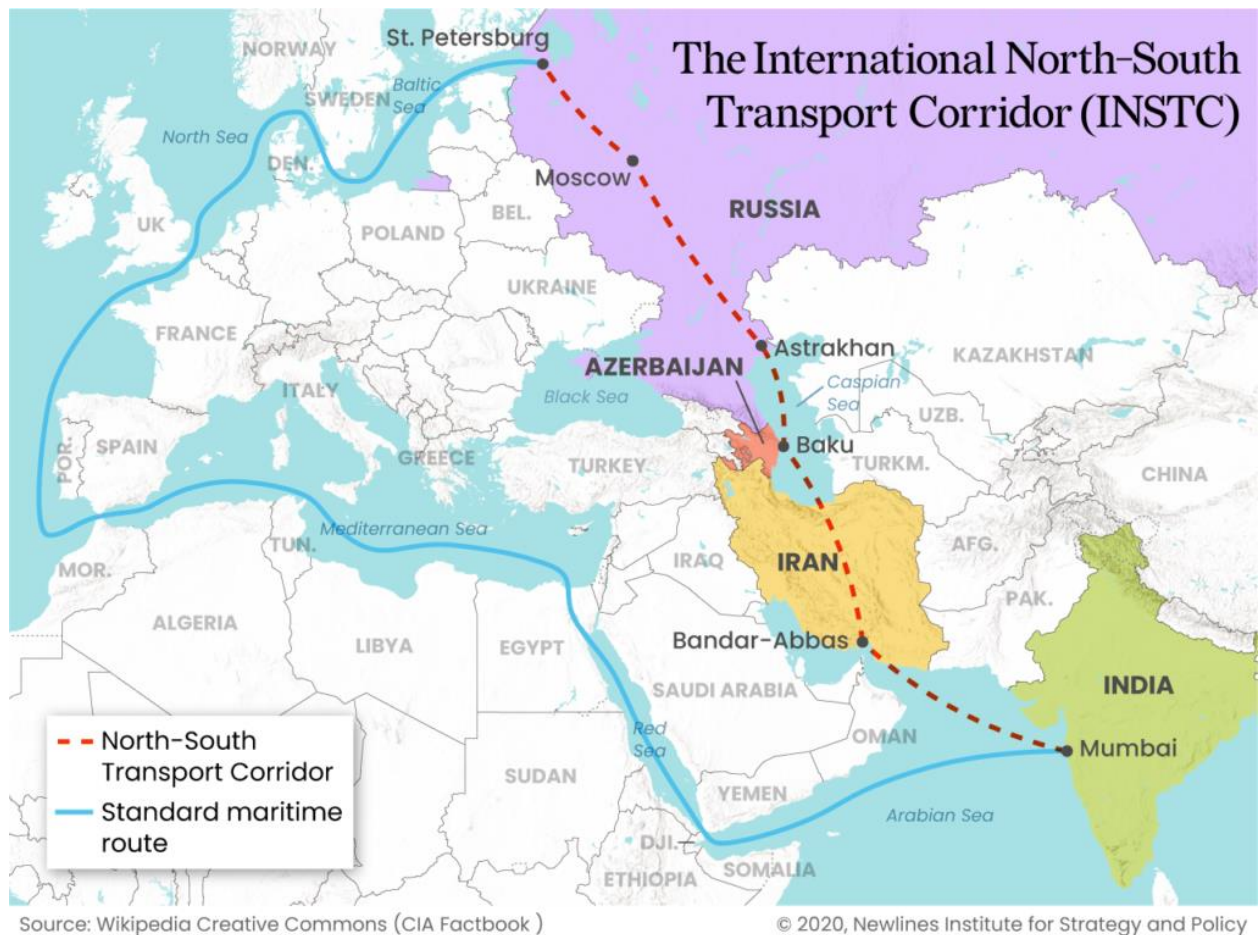 The International North-South
Transport Corridor (INSTC)
St. Petersburg
NORWAY
SWEDEN
Baltic
Sea
North Sea
DEN.
Moscow
RUSSIA
UK
BEL.
POLAND
UKRAINE
FRANCE
Astrakhan
KAZAKHSTAN
AZERBAIJAN
ITALY
Black Sea
Caspian
Sea
UZB.
POR.
SPAIN
GREECE
TURKEY
Baku
TURKM.
CHINA
Mediterranean Sea
TUN.
MOR.
IRAQ
IRAN
AFG.
PAK.
ALGERIA
LIBYA
EGYPT
Bandar-Abbas
SAUDI ARABIA
INDIA
Red
Sea
OMAN
Mumbai
North-South
Transport Corridor
Standard maritime
route
SUDAN
YEMEN
Arabian Sea
DJI.
SOMALIA
ETHIOPIA
Source: Wikipedia Creative Commons (CIA Factbook )
© 2020, Newlines Institute for Strategy and Policy